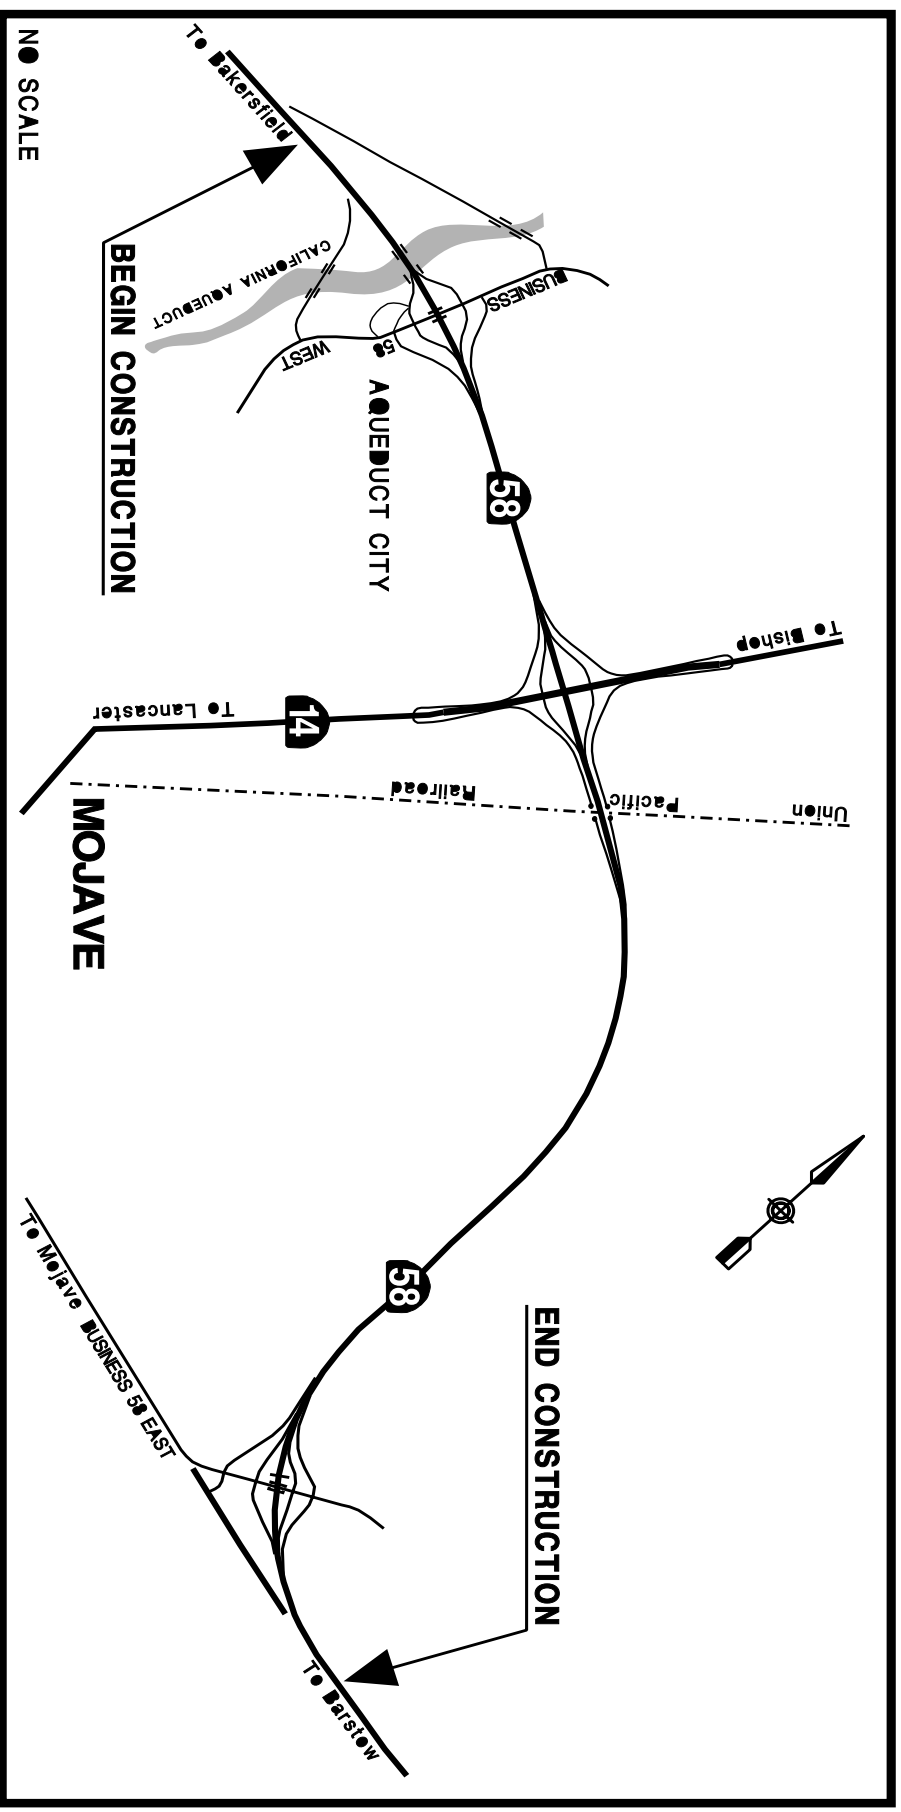 To Bakersfield
BEGIN CONSTRUCTION
CALIFORNIA AQUEDUCT
WEST
58
BUSINESS
AQUEDUCT CITY
58
To Bishop
14
To Lancaster
Union
Pacific
Railroad
MOJAVE
58
END CONSTRUCTION
To Mojave BUSINESS 58 EAST
To Barstow
NO SCALE